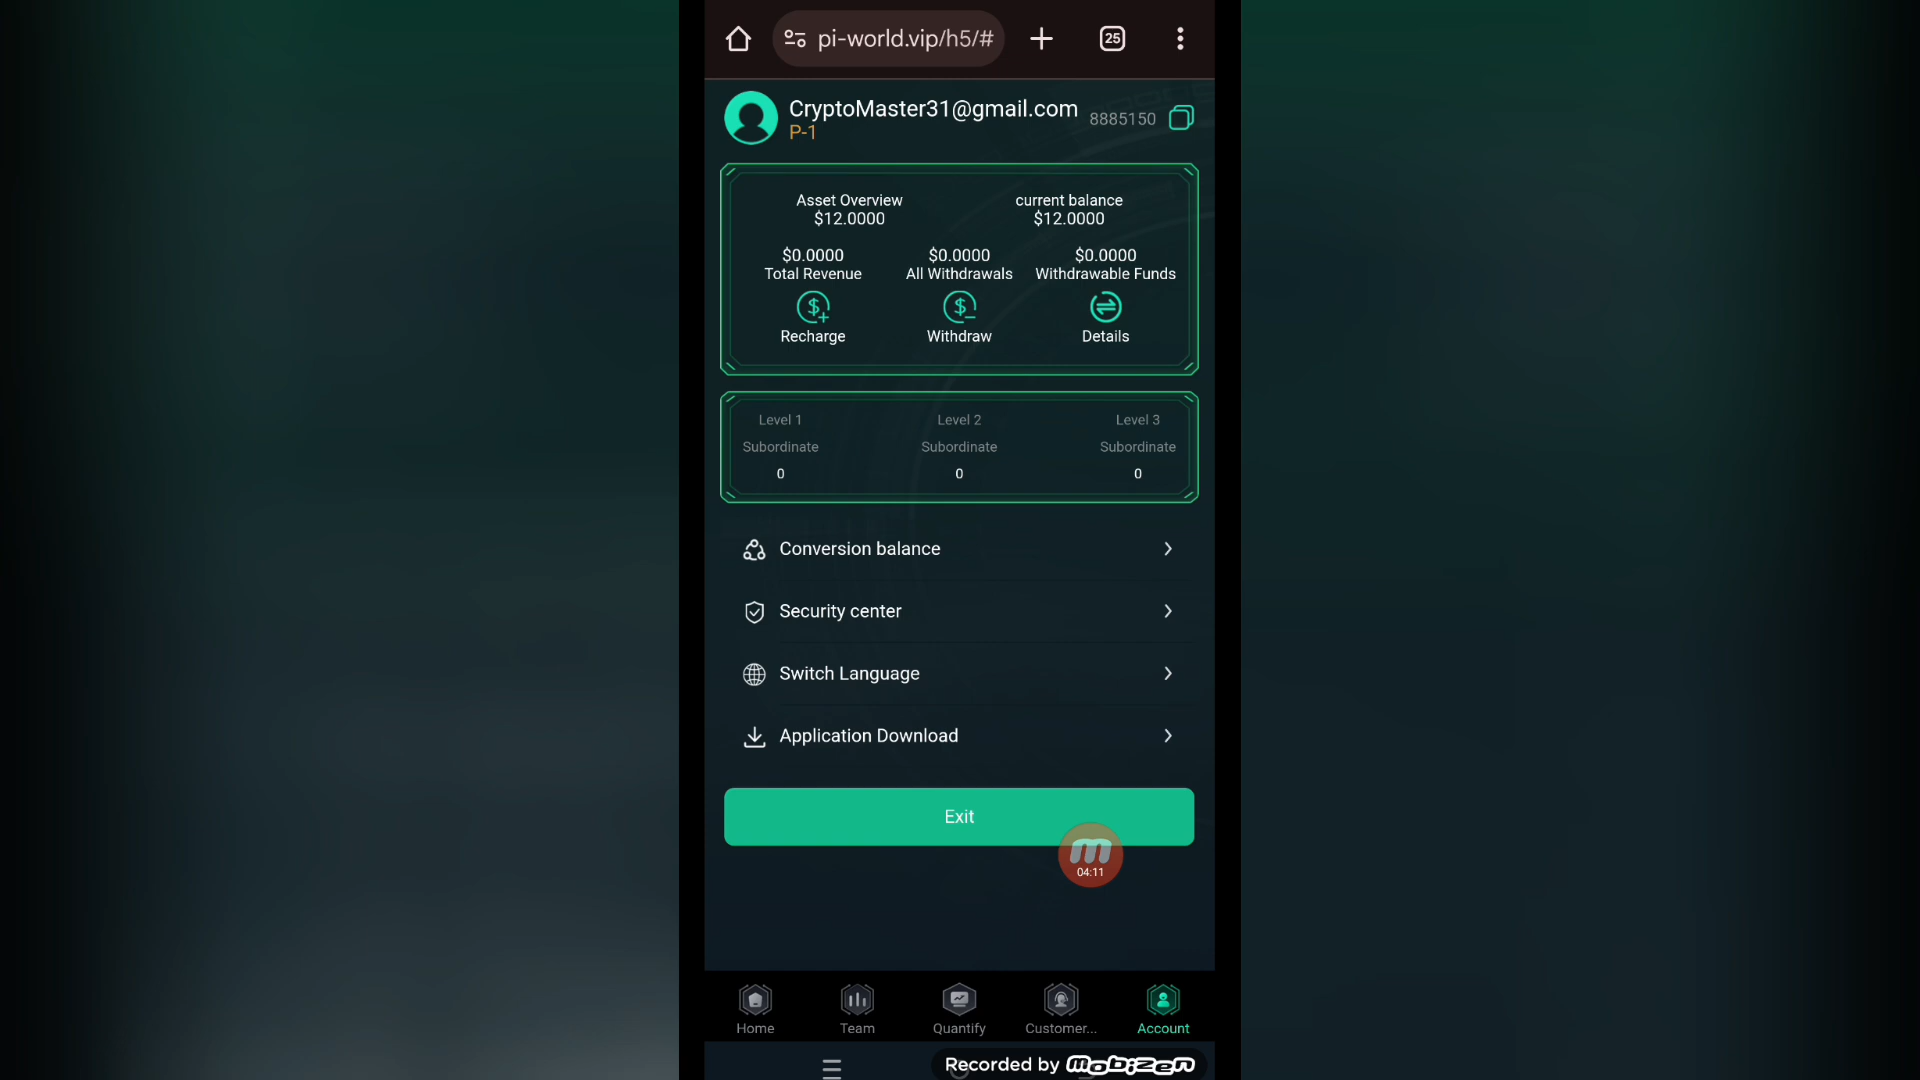 pi-world.vip/h5/#
25
CryptoMaster31@gmail.com
8885150
P-1
Asset Overview
current balance
$12.0000
$12.0000
$0.0000
$0.0000
$0.0000
Total Revenue
All Withdrawals
Withdrawable Funds
Recharge
Withdraw
Details
Level 1
Level 2
Level 3
Subordinate
Subordinate
Subordinate
0
0
0
Conversion balance
Security center
Switch Language
Application Download
Exit
04:11
Home
Team
Quantify
Customer...
Account
Recorded by mobizen